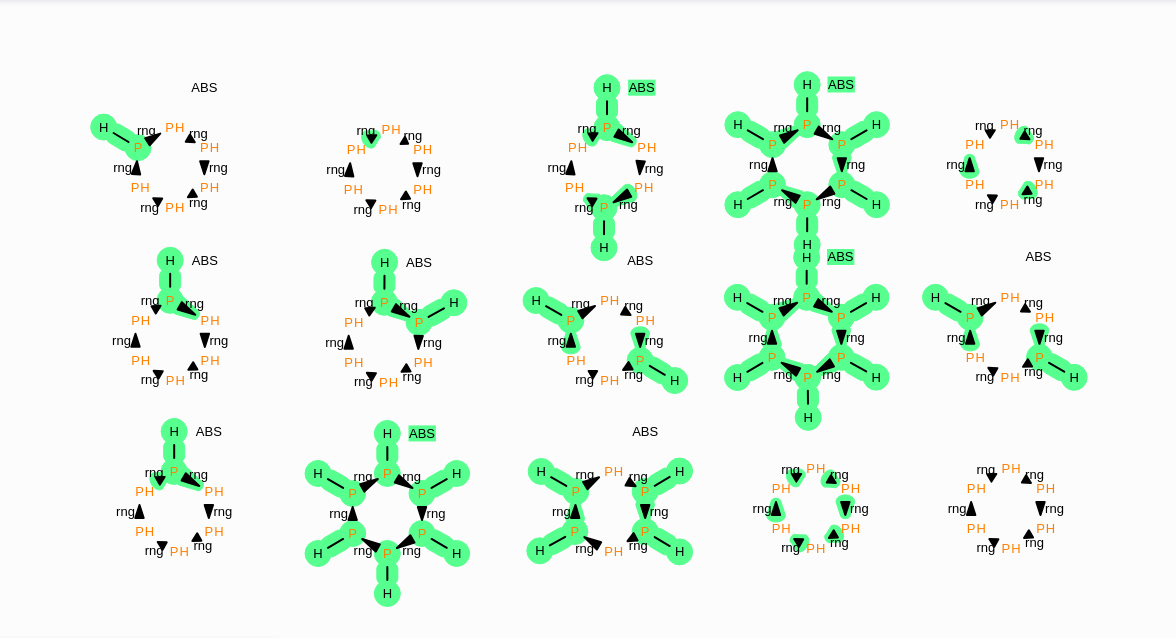 ABS
H rng PH rng
P PH
rng rng
PH PH
rng PH rng
rng PH rng
PH PH
rng rng
PH PH
rng PH rng
H ABS
rng P rng
PH PH
rng rng
PH PH
rng P rng
H
H ABS
H rng P rng H
P P
rng
P P
H rng P rng H
H
rng PH rng
PH PH
rng rng
PH PH
rng PH rng
H ABS
rng P rng
PH PH
rng rng
PH PH
rng PH rng
H ABS
rng P rng H
PH P
rng rng
PH PH
rng PH rng
ABS
H rng PH rng
P PH
rng rng
PH P
rng PH rng H
H ABS
H rng P rng H
P P
rng rng
P P
H rng P rng H
H
ABS
H rng PH rng
P PH
rng rng
PH P
rng PH rng H
H ABS
rng P rng
PH PH
rng rng
PH PH
rng PH rng
H ABS
H rng P rng H
P P
rng rng
P P
H rng P rng H
H
ABS
H rng PH rng H
P P
rng rng
P P
H rng PH rng H
rng PH rng
PH PH
rng rng
PH PH
rng PH rng
rng PH rng
PH PH
rng rng
PH PH
rng PH rng